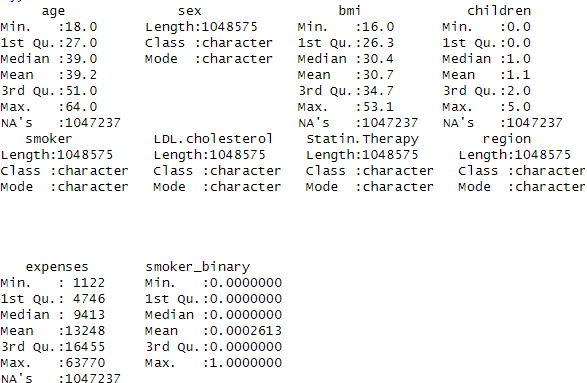 age sex bmi children
Min. :18.0 Length:1048575 Min. :16.0 Min. :0.0
1st Qu.:27.0 Class :character 1st Qu.:26.3 1st Qu.:0.0
Median :39.0 Mode :character Median :30.4 Median :1.0
Mean :39.2 Mean :30.7 Mean :1.1
3rd Qu.:51.0 3rd Qu.:34.7 3rd Qu.:2.0
Max. :64.0 Max. :53.1 Max. :5.0
NA's :1047237 NA's :1047237 NA's :1047237
smoker LDL.cholesterol Statin.Therapy region
Length:1048575 Length:1048575 Length:1048575 Length:1048575
Class :character Class :character Class :character Class :character
Mode :character Mode :character Mode :character Mode :character
expenses smoker_binary
Min. : 1122 Min. :0.0000000
1st Qu.: 4746 1st Qu.:0.0000000
Median : 9413 Median :0.0000000
Mean :13248 Mean :0.0002613
3rd Qu.:16455 3rd Qu.:0.0000000
Max. :63770 Max. :1.0000000
NA's :1047237